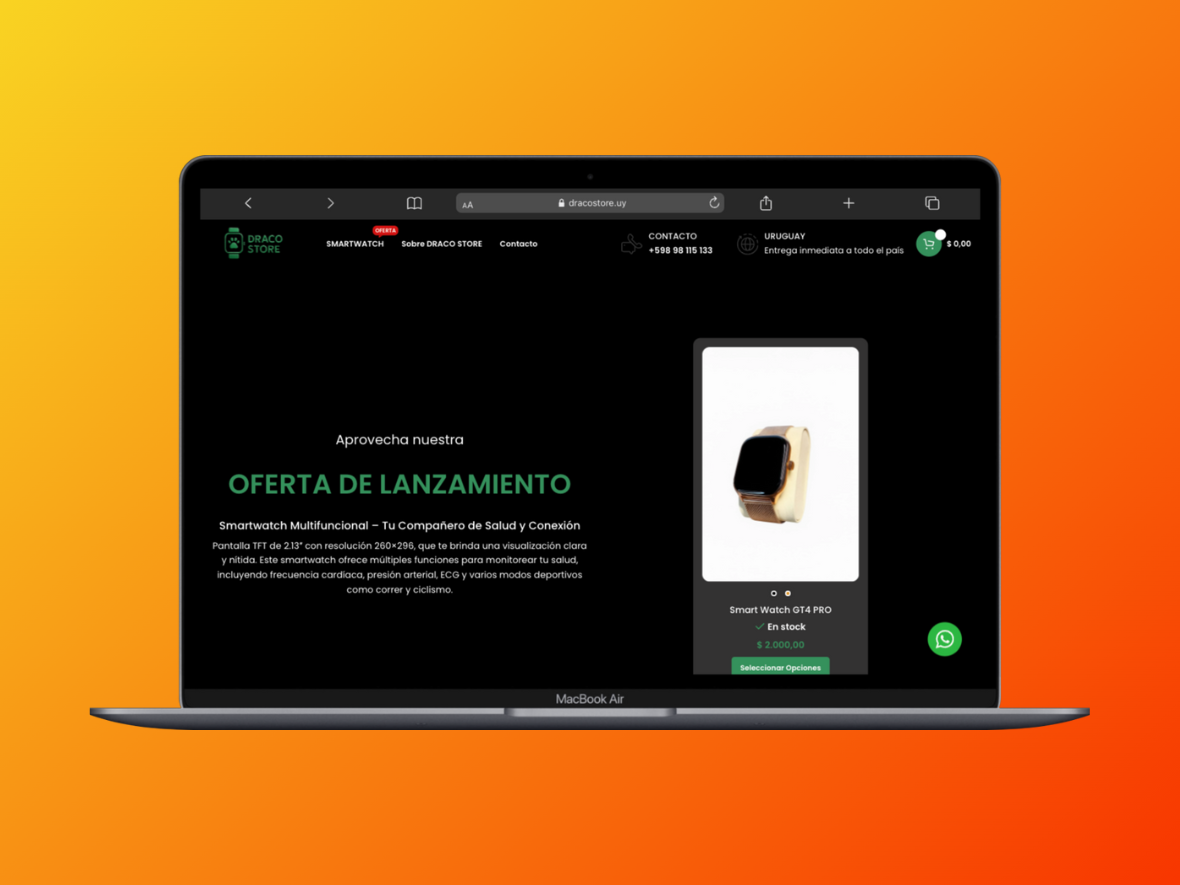 AA
dracostore.uy
DRACO
STORE
OFERTA
SMARTWATCH
Sobre DRACO STORE
Contacto
CONTACTO
+598 98 115 133
URUGUAY
Entrega inmediata a todo el país
$ 0,00
Aprovecha nuestra
OFERTA DE LANZAMIENTO
Smartwatch Multifuncional – Tu Compañero de Salud y Conexión
Pantalla TFT de 2.13" con resolución 260×296, que te brinda una visualización clara
y nítida. Este smartwatch ofrece múltiples funciones para monitorear tu salud,
incluyendo frecuencia cardíaca, presión arterial, ECG y varios modos deportivos
como correr y ciclismo.
Smart Watch GT4 PRO
En stock
$ 2.000,00
Seleccionar Opciones
MacBook Air